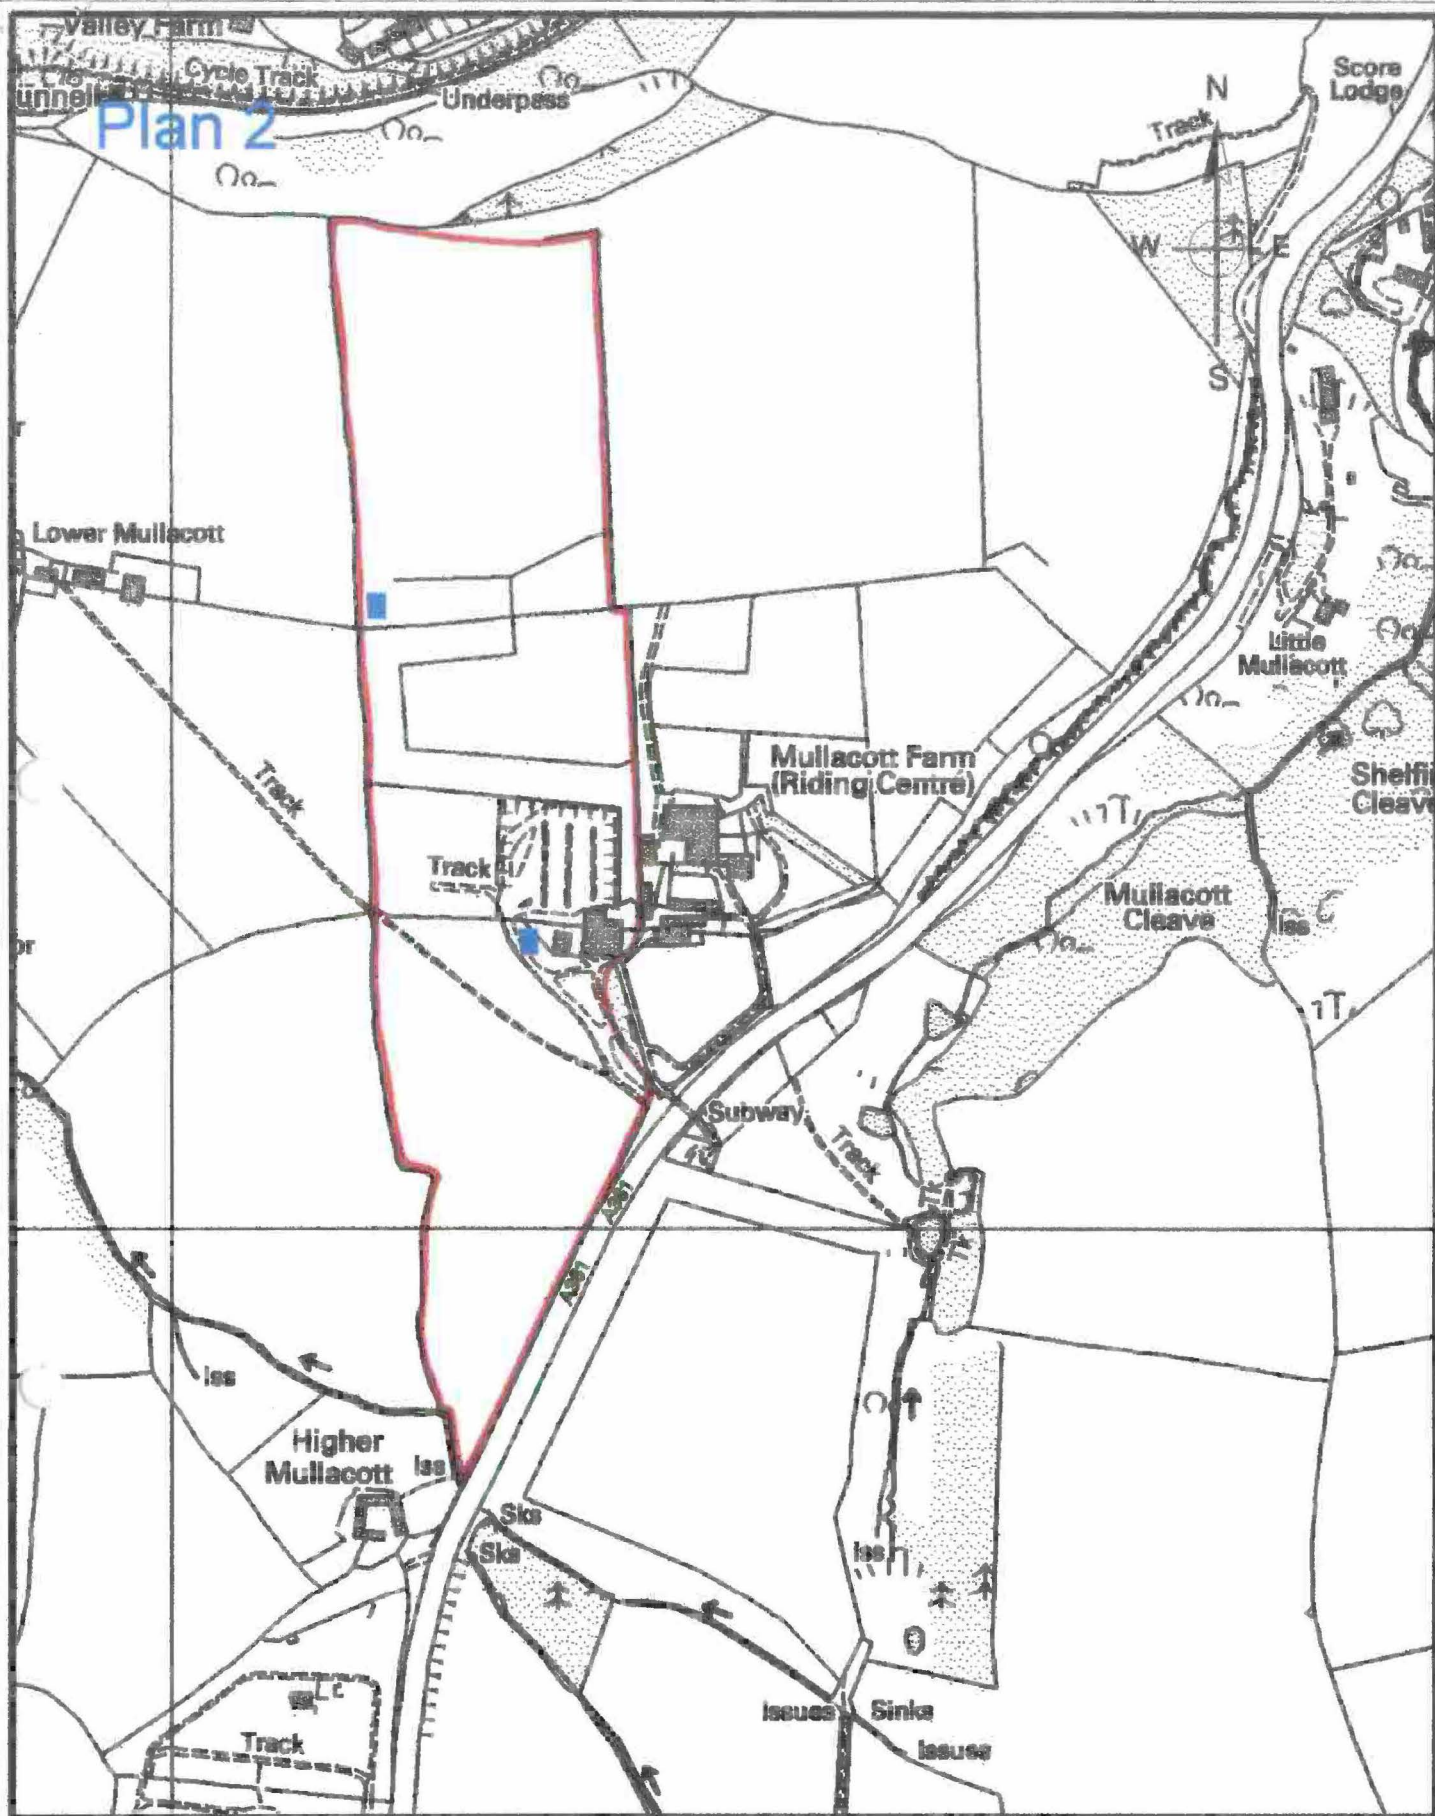 Valley Farm
Cycle Track
Underpass
Plan 2
Score
Lodge
Track
N
W E
S
Lower Mullacott
Little
Mullacott
Track
Mullacott Farm
(Riding Centre)
Track
Mullacott
Cleave
Iss
Subway
Track
A361
A361
Iss
Higher
Mullacott
Iss
Sks
Sks
Iss
Issues
Sinks
Issues
Track